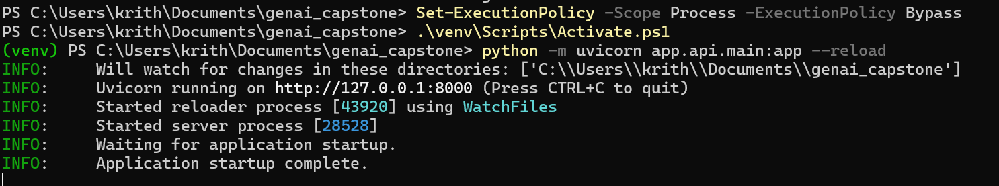 PS C:\Users\krith\Documents\genai_capstone> Set-ExecutionPolicy -Scope Process -ExecutionPolicy Bypass
PS C:\Users\krith\Documents\genai_capstone> .\venv\Scripts\Activate.ps1
(venv) PS C:\Users\krith\Documents\genai_capstone> python -m uvicorn app.api.main:app --reload
INFO:     Will watch for changes in these directories: ['C:\\Users\\krith\\Documents\\genai_capstone']
INFO:     Uvicorn running on http://127.0.0.1:8000 (Press CTRL+C to quit)
INFO:     Started reloader process [43920] using WatchFiles
INFO:     Started server process [28528]
INFO:     Waiting for application startup.
INFO:     Application startup complete.